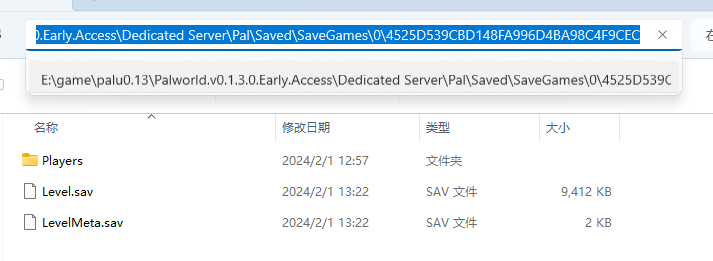 0.Early.Access\Dedicated Server\Pal\Saved\SaveGames\0\4525D539CBD148FA996D4BA98C4F9CEC
E:\game\palu0.13\Palworld.v0.1.3.0.Early.Access\Dedicated Server\Pal\Saved\SaveGames\0\4525D539C
名称 修改日期 类型 大小
Players 2024/2/1 12:57 文件夹
Level.sav 2024/2/1 13:22 SAV 文件 9,412 KB
LevelMeta.sav 2024/2/1 13:22 SAV 文件 2 KB